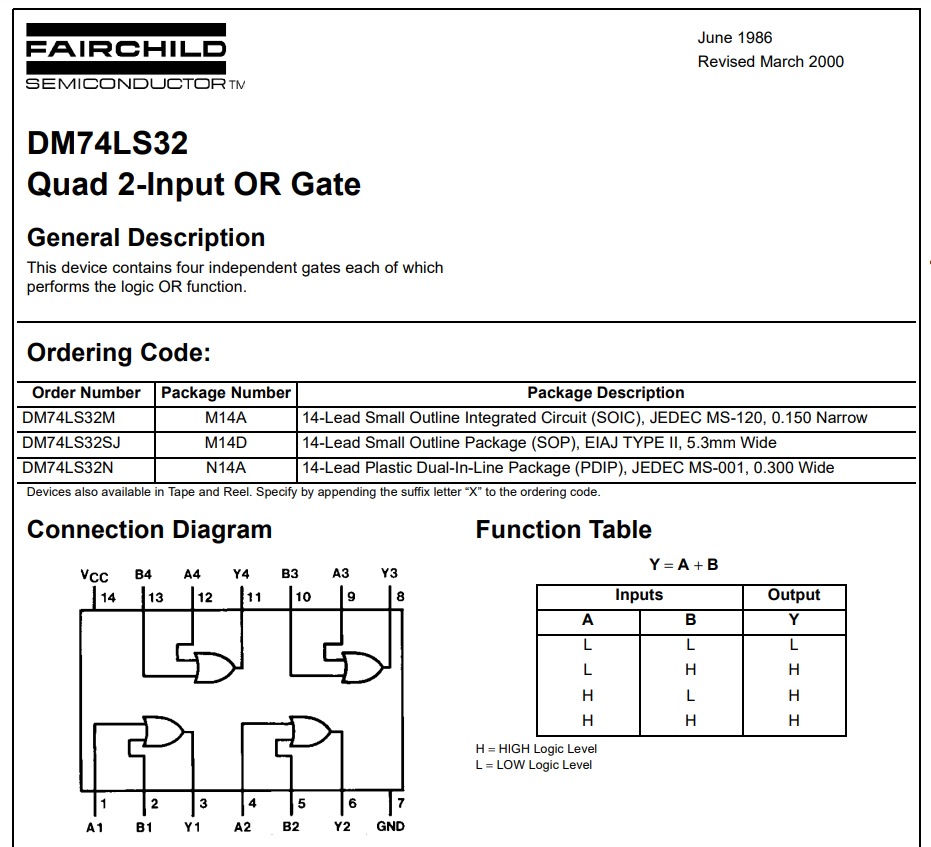 FAIRCHILD
SEMICONDUCTOR TM
June 1986
Revised March 2000
DM74LS32
Quad 2-Input OR Gate
General Description
This device contains four independent gates each of which
performs the logic OR function.
Ordering Code:
Order Number Package Number Package Description
DM74LS32M M14A 14-Lead Small Outline Integrated Circuit (SOIC), JEDEC MS-120, 0.150 Narrow
DM74LS32SJ M14D 14-Lead Small Outline Package (SOP), EIAJ TYPE II, 5.3mm Wide
DM74LS32N N14A 14-Lead Plastic Dual-In-Line Package (PDIP), JEDEC MS-001, 0.300 Wide
Devices also available in Tape and Reel. Specify by appending the suffix letter “X” to the ordering code.
Connection Diagram
VCC B4 A4 Y4 B3 A3 Y3
14 13 12 11 10 9 8
1 2 3 4 5 6 7
A1 B1 Y1 A2 B2 Y2 GND
Function Table
Y = A + B
Inputs Output
A B Y
L L L
L H H
H L H
H H H
H = HIGH Logic Level
L = LOW Logic Level